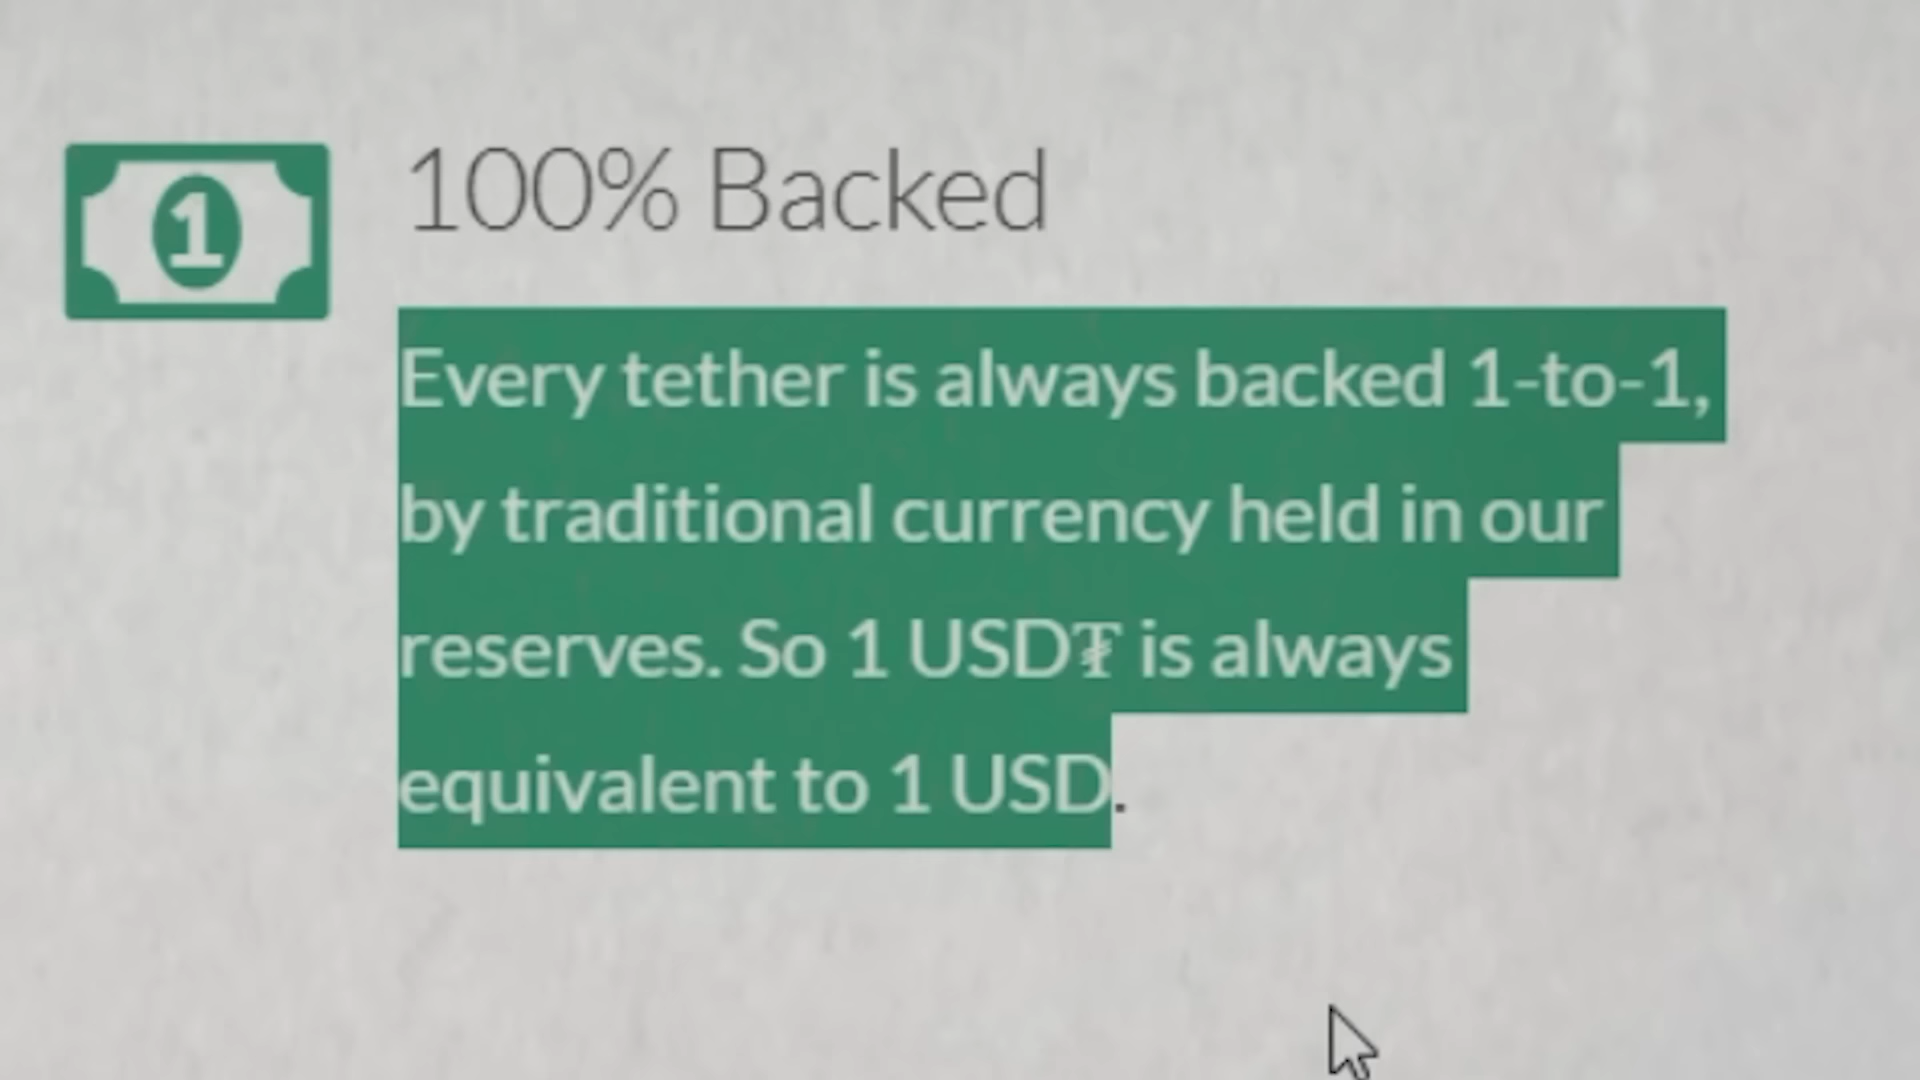 1
100% Backed
Every tether is always backed 1-to-1,
by traditional currency held in our
reserves. So 1 USD₮ is always
equivalent to 1 USD.